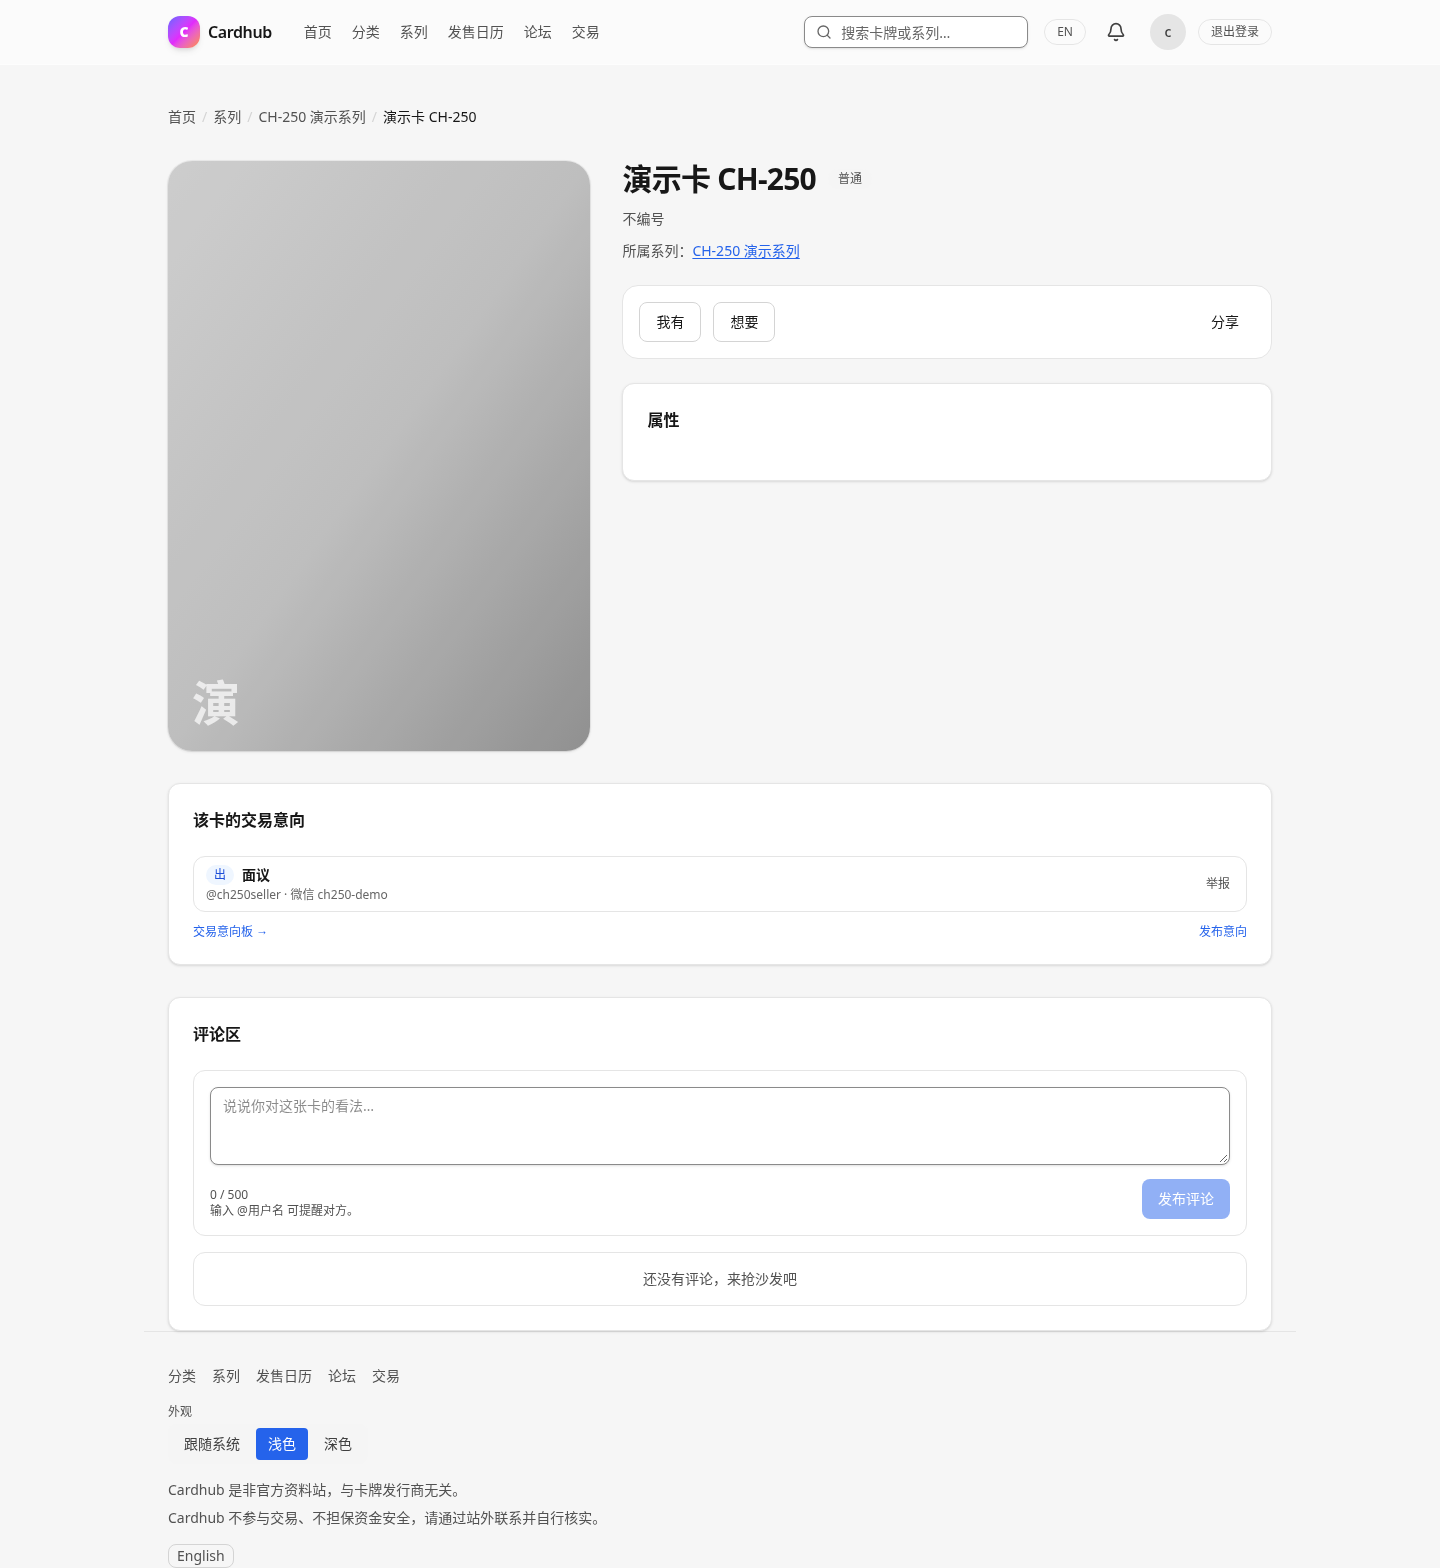 C Cardhub 首页 分类 系列 发售日历 论坛 交易 搜索卡牌或系列... EN C 退出登录
首页 / 系列 / CH-250 演示系列 / 演示卡 CH-250
演示卡 CH-250 普通
不编号
所属系列：CH-250 演示系列
我有 想要 分享
属性
演
该卡的交易意向
出 面议
@ch250seller · 微信 ch250-demo
举报
交易意向板 → 发布意向
评论区
说说你对这张卡的看法...
0 / 500
输入 @用户名 可提醒对方。
发布评论
还没有评论，来抢沙发吧
分类 系列 发售日历 论坛 交易
外观
跟随系统 浅色 深色
Cardhub 是非官方资料站，与卡牌发行商无关。
Cardhub 不参与交易、不担保资金安全，请通过站外联系并自行核实。
English